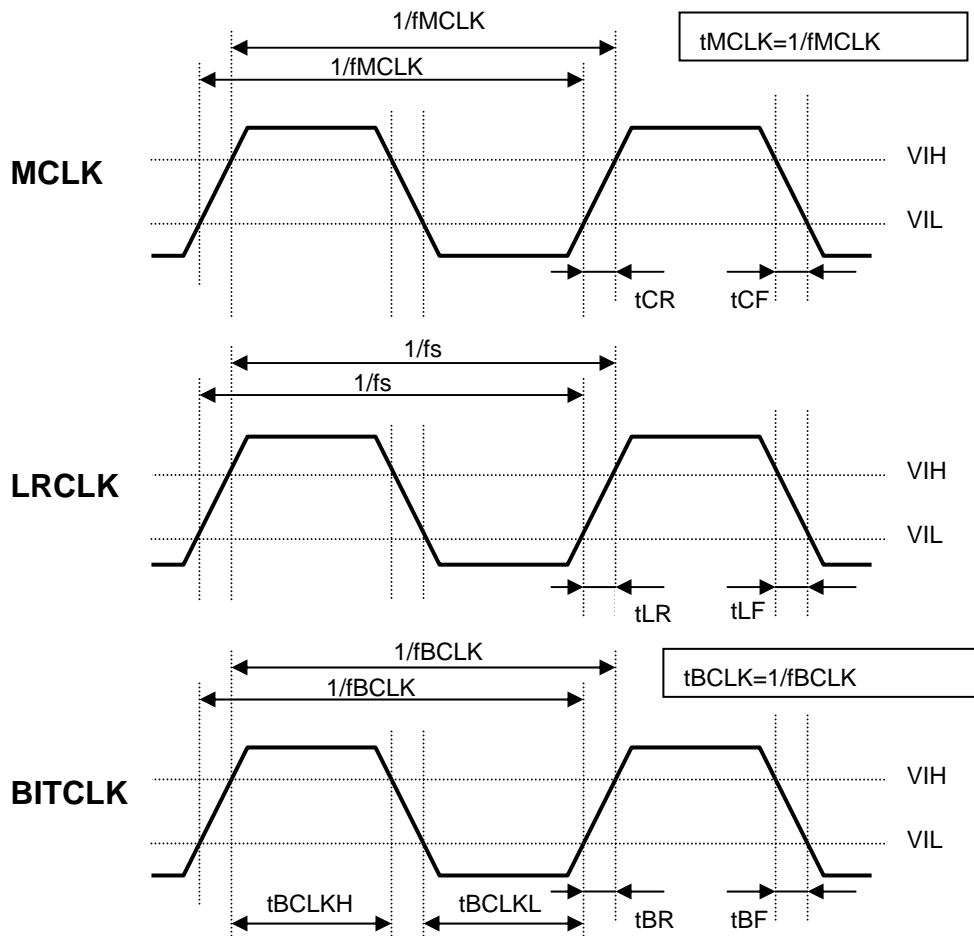 1/fMCLK
tMCLK=1/fMCLK
1/fMCLK
MCLK
VIH
VIL
tCR
tCF
1/fs
1/fs
LRCLK
VIH
VIL
tLR
tLF
1/fBCLK
tBCLK=1/fBCLK
1/fBCLK
BITCLK
VIH
VIL
tBCLKH
tBCLKL
tBR
tBF